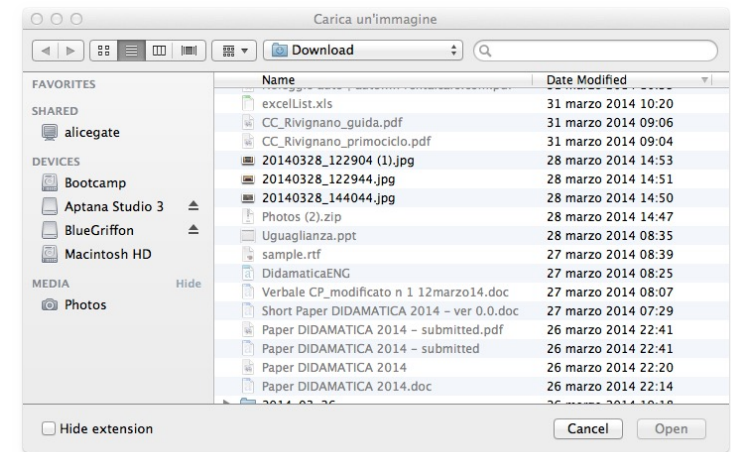 Carica un'immagine
Download
FAVORITES
SHARED
alicegate
DEVICES
Bootcamp
Aptana Studio 3
BlueGriffon
Macintosh HD
MEDIA Hide
Photos
Name Date Modified
excelList.xls 31 marzo 2014 10:20
CC_Rivignano_guida.pdf 31 marzo 2014 09:06
CC_Rivignano_primociclo.pdf 31 marzo 2014 09:04
20140328_122904 (1).jpg 28 marzo 2014 14:53
20140328_122944.jpg 28 marzo 2014 14:51
20140328_144044.jpg 28 marzo 2014 14:50
Photos (2).zip 28 marzo 2014 14:47
Uguaglianza.ppt 28 marzo 2014 08:35
sample.rtf 27 marzo 2014 08:39
DidamaticaENG 27 marzo 2014 08:25
Verbale CP_modificato n 1 12marzo14.doc 27 marzo 2014 08:07
Short Paper DIDAMATICA 2014 - ver 0.0.doc 27 marzo 2014 07:29
Paper DIDAMATICA 2014 - submitted.pdf 26 marzo 2014 22:41
Paper DIDAMATICA 2014 - submitted 26 marzo 2014 22:41
Paper DIDAMATICA 2014 26 marzo 2014 22:20
Paper DIDAMATICA 2014.doc 26 marzo 2014 22:14
Hide extension
Cancel Open